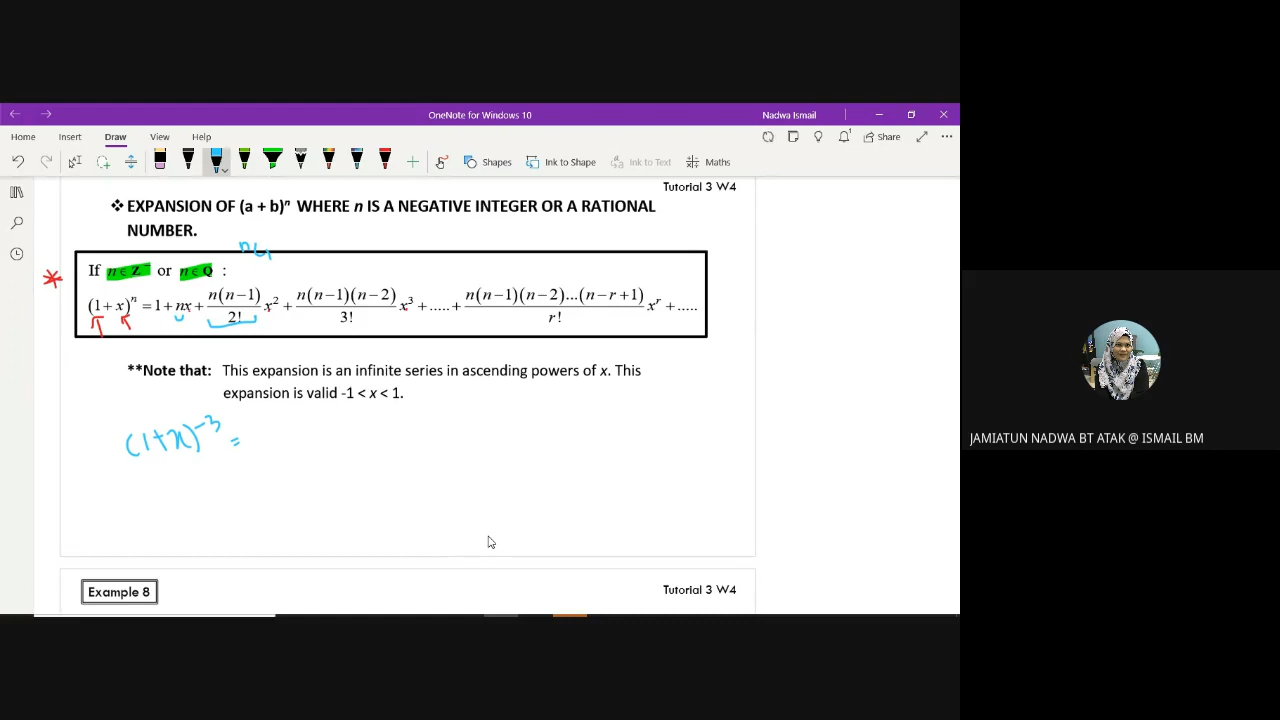 OneNote for Windows 10
Nadwa Ismail
Home Insert Draw View Help
Share
Shapes Ink to Shape Ink to Text Maths
Tutorial 3 W4
❖ EXPANSION OF (a + b)ⁿ WHERE n IS A NEGATIVE INTEGER OR A RATIONAL
NUMBER.
If n ∈ Z⁻ or n ∈ Q :
(1 + x)ⁿ = 1 + nx + n(n−1)/2! x² + n(n−1)(n−2)/3! x³ + ..... + n(n−1)(n−2)...(n−r+1)/r! xʳ + .....
**Note that: This expansion is an infinite series in ascending powers of x. This
expansion is valid -1 < x < 1.
(1+x)⁻³ =
Example 8
Tutorial 3 W4
JAMIATUN NADWA BT ATAK @ ISMAIL BM